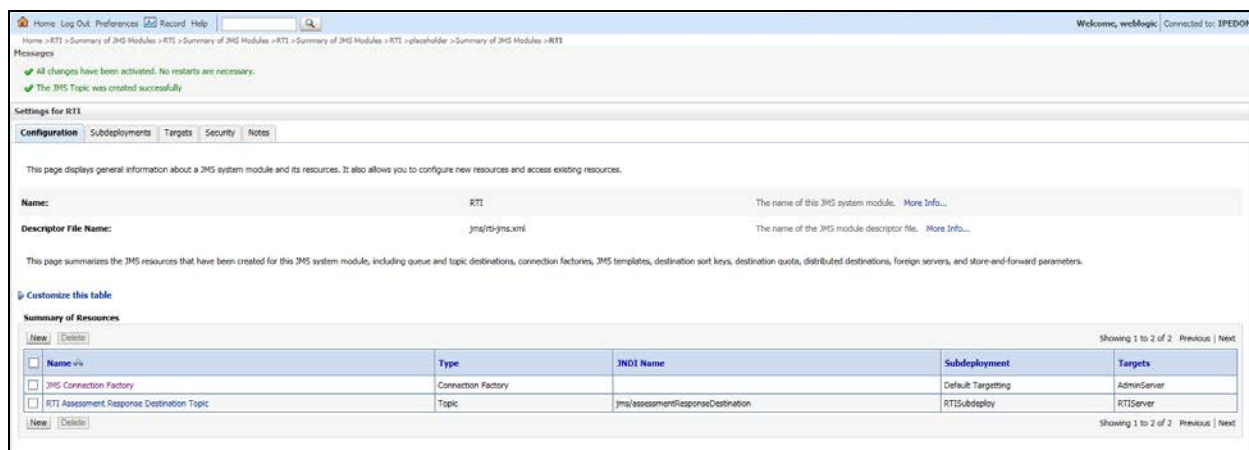 Home Log Out Preferences Record Help
Welcome, weblogic Connected to: IPEDON
Home >RTI >Summary of JMS Modules >RTI >Summary of JMS Modules >RTI >Summary of JMS Modules >RTI >placeholder >Summary of JMS Modules >RTI
Messages
All changes have been activated. No restarts are necessary.
The JMS Topic was created successfully
Settings for RTI
Configuration Subdeployments Targets Security Notes
This page displays general information about a JMS system module and its resources. It also allows you to configure new resources and access existing resources.
Name: RTI The name of this JMS system module. More Info...
Descriptor File Name: jms/rti-jms.xml The name of the JMS module descriptor file. More Info...
This page summarizes the JMS resources that have been created for this JMS system module, including queue and topic destinations, connection factories, JMS templates, destination sort keys, destination quota, distributed destinations, foreign servers, and store-and-forward parameters.
Customize this table
Summary of Resources
New Delete Showing 1 to 2 of 2 Previous | Next
Name Type JNDI Name Subdeployment Targets
JMS Connection Factory Connection Factory Default Targetting AdminServer
RTI Assessment Response Destination Topic Topic jms/assessmentResponseDestination RTISubdeploy RTIServer
New Delete Showing 1 to 2 of 2 Previous | Next